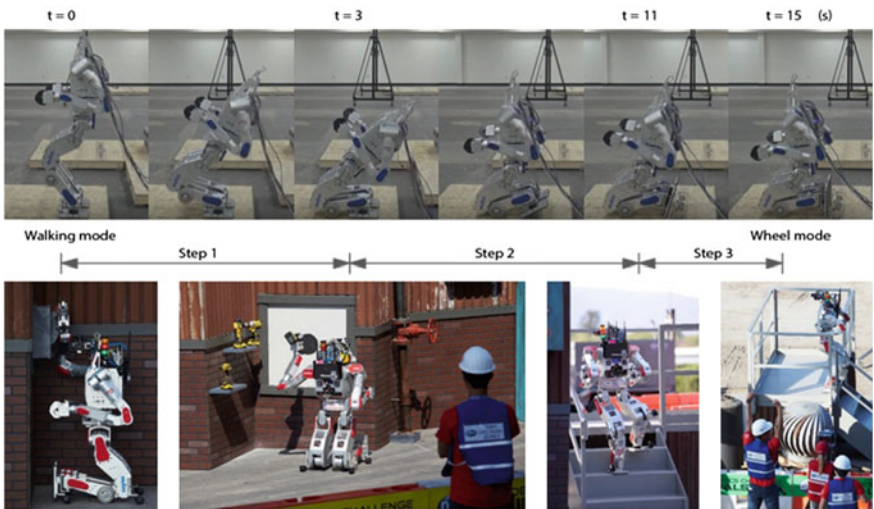 t = 0 t = 3 t = 11 t = 15 (s)
Walking mode Wheel mode
Step 1 Step 2 Step 3
CHALLENGE